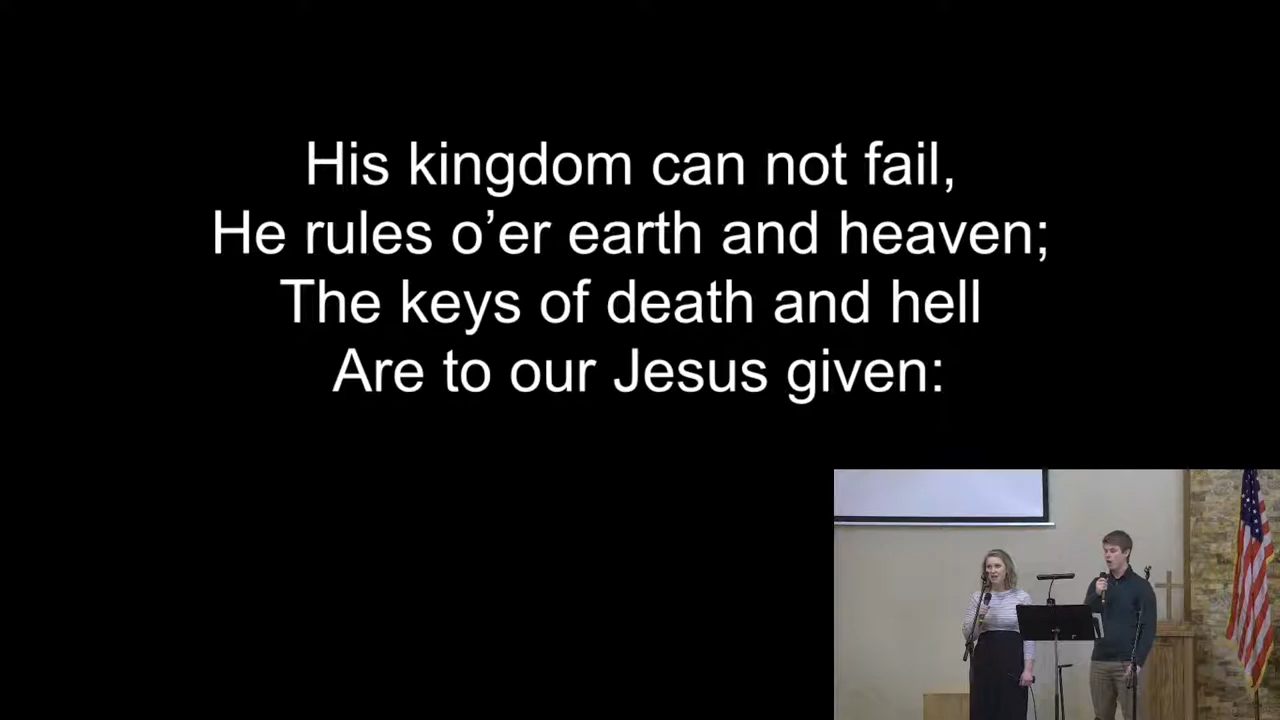 His kingdom can not fail,
He rules o’er earth and heaven;
The keys of death and hell
Are to our Jesus given: